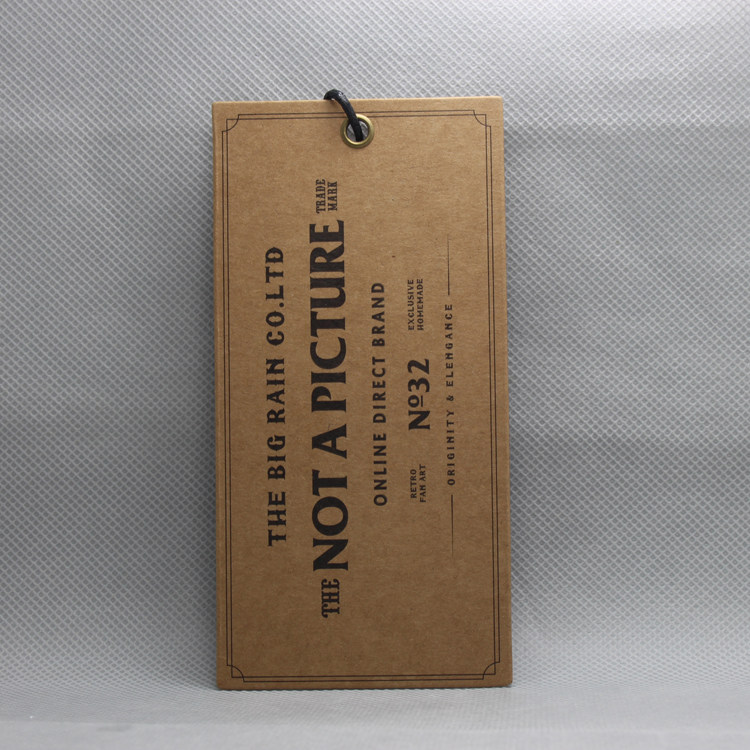 THE BIG RAIN CO.LTD
THE NOT A PICTURE TRADE MARK
ONLINE DIRECT BRAND
RETRO FAN ART Nº32 EXCLUSIVE HOMEMADE
ORIGINITY & ELENGANCE